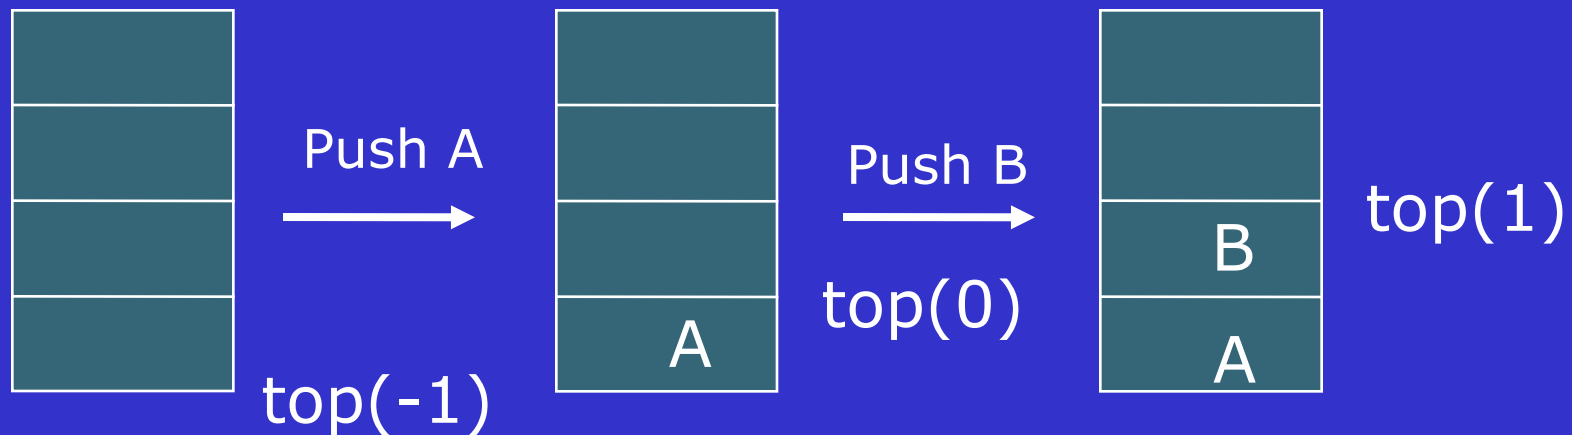 Push A
top(-1)
A
Push B
top(0)
B
A
top(1)